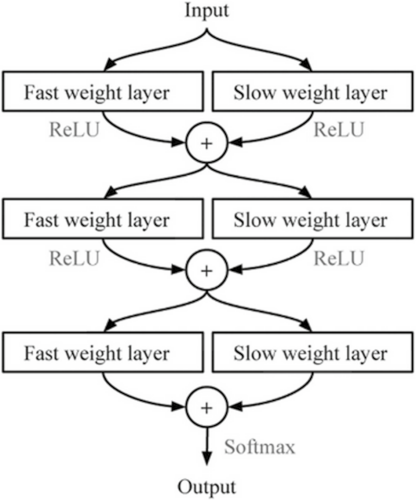 Input
Fast weight layer Slow weight layer
ReLU ReLU
+
Fast weight layer Slow weight layer
ReLU ReLU
+
Fast weight layer Slow weight layer
+
Softmax
Output